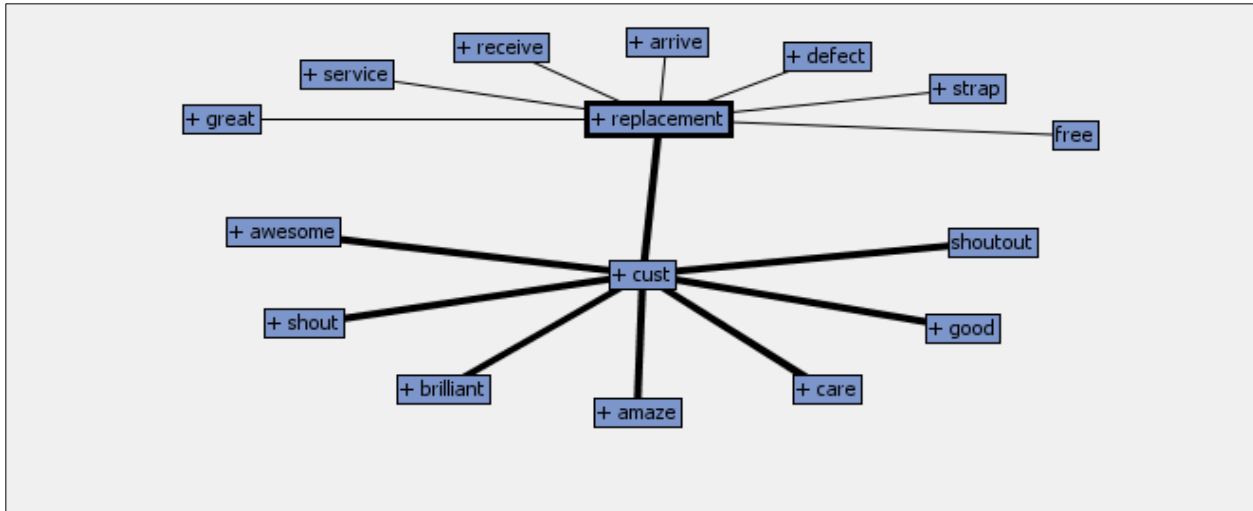 + arrive
+ receive
+ defect
+ service
+ strap
+ great
+ replacement
free
+ awesome
shoutout
+ cust
+ shout
+ good
+ brilliant
+ care
+ amaze